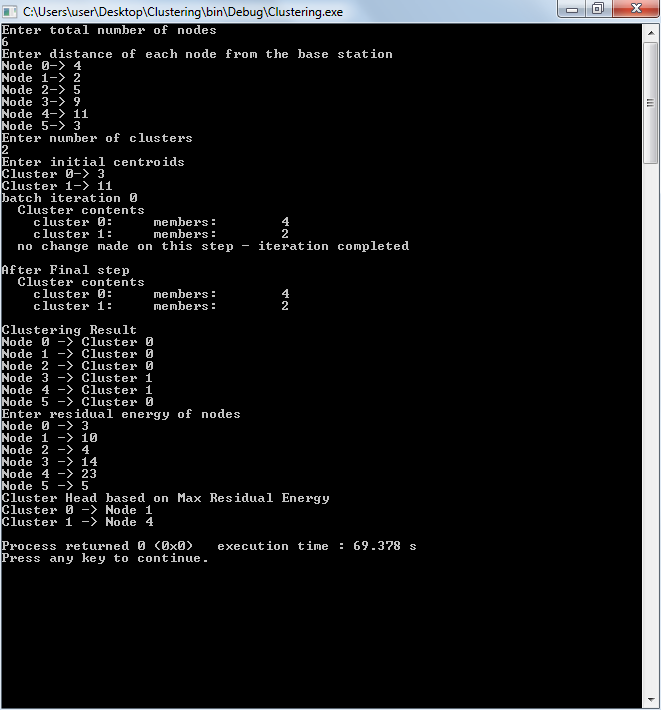 C:\Users\user\Desktop\Clustering\bin\Debug\Clustering.exe
Enter total number of nodes
6
Enter distance of each node from the base station
Node 0-> 4
Node 1-> 2
Node 2-> 5
Node 3-> 9
Node 4-> 11
Node 5-> 3
Enter number of clusters
2
Enter initial centroids
Cluster 0-> 3
Cluster 1-> 11
batch iteration 0
  Cluster contents
    cluster 0:     members:        4
    cluster 1:     members:        2
  no change made on this step - iteration completed
After Final step
  Cluster contents
    cluster 0:     members:        4
    cluster 1:     members:        2
Clustering Result
Node 0 -> Cluster 0
Node 1 -> Cluster 0
Node 2 -> Cluster 0
Node 3 -> Cluster 1
Node 4 -> Cluster 1
Node 5 -> Cluster 0
Enter residual energy of nodes
Node 0 -> 3
Node 1 -> 10
Node 2 -> 4
Node 3 -> 14
Node 4 -> 23
Node 5 -> 5
Cluster Head based on Max Residual Energy
Cluster 0 -> Node 1
Cluster 1 -> Node 4
Process returned 0 (0x0)   execution time : 69.378 s
Press any key to continue.